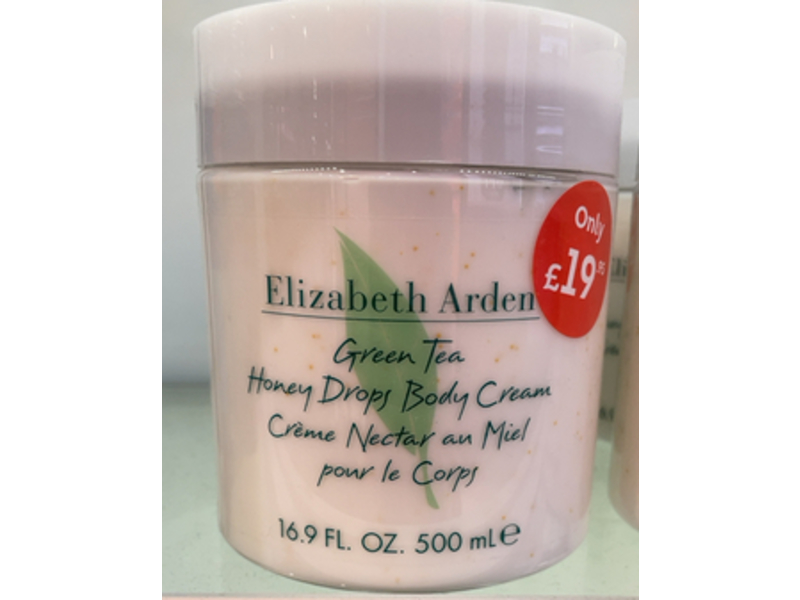 Only
£19.95
Elizabeth Arden
Green Tea
Honey Drops Body Cream
Crème Nectar au Miel
pour le Corps
16.9 FL. OZ. 500 mL e